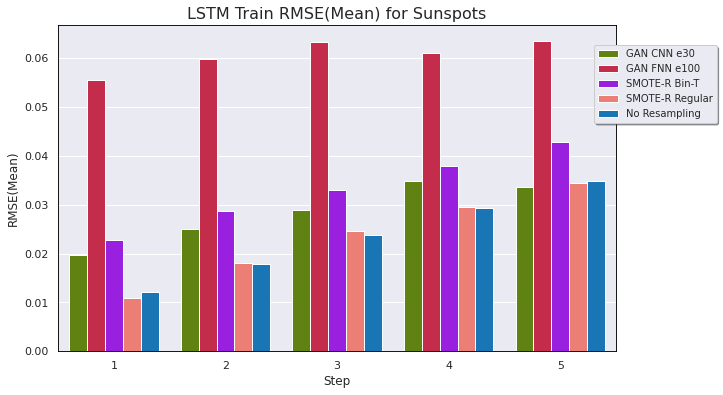 LSTM Train RMSE(Mean) for Sunspots
GAN CNN e30
GAN FNN e100
SMOTE-R Bin-T
SMOTE-R Regular
No Resampling
RMSE(Mean)
0.06
0.05
0.04
0.03
0.02
0.01
0.00
1 2 3 4 5
Step